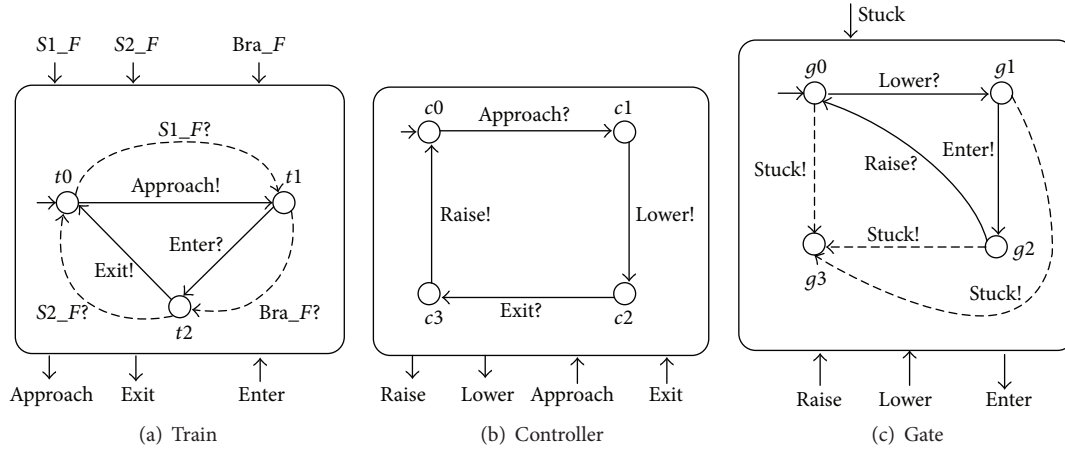 S1_F S2_F Bra_F
S1_F?
t0 t1
Approach!
Enter?
Exit!
S2_F? Bra_F?
t2
Approach Exit Enter
(a) Train
c0 Approach? c1
Raise! Lower!
c3 Exit? c2
Raise Lower Approach Exit
(b) Controller
Stuck
g0 Lower? g1
Stuck! Raise? Enter!
Stuck!
g3 g2
Stuck!
Raise Lower Enter
(c) Gate